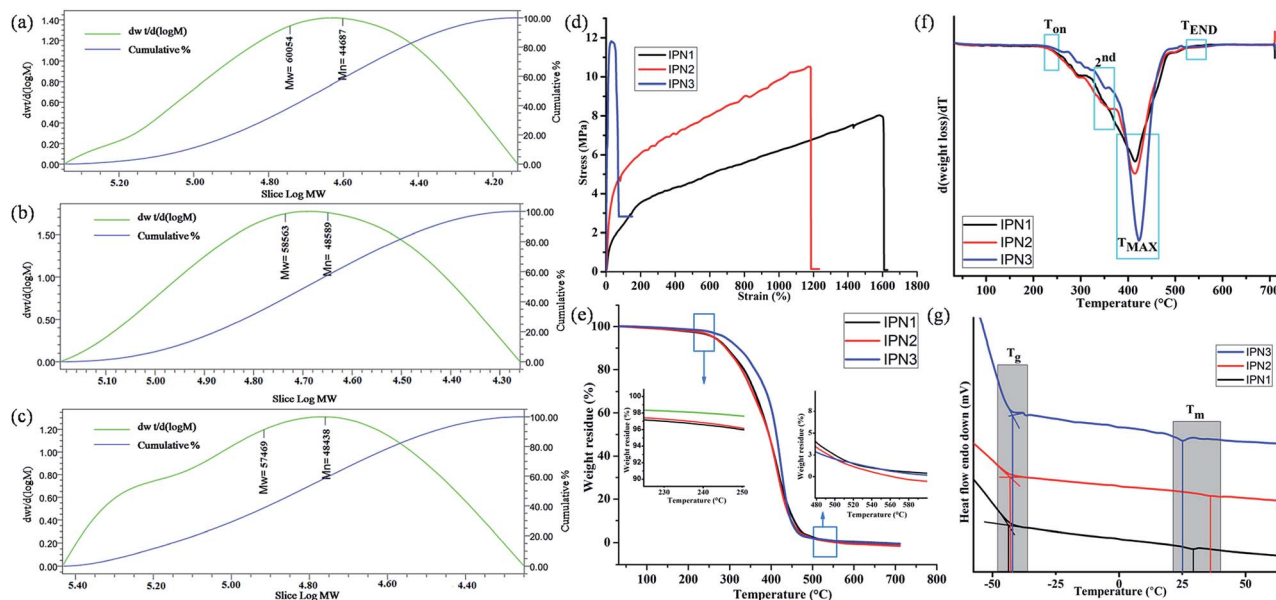 (a)
dw t/d(logM)
Cumulative %
Mw= 60054
Mn= 44687
dwt/d(logM)
1.40
1.20
1.00
0.80
0.60
0.40
0.20
0.00
100.00
80.00
60.00
40.00
20.00
0.00
Cumulative %
5.20 5.00 4.80 4.60 4.40 4.20
Slice Log MW
(b)
dw t/d(logM)
Cumulative %
Mw= 58563
Mn= 48589
dwt/d(logM)
1.50
1.00
0.50
0.00
100.00
80.00
60.00
40.00
20.00
0.00
Cumulative %
5.10 5.00 4.90 4.80 4.70 4.60 4.50 4.40 4.30
Slice Log MW
(c)
dw t/d(logM)
Cumulative %
Mw= 57469
Mn= 48438
dwt/d(logM)
1.20
1.00
0.80
0.60
0.40
0.20
0.00
100.00
80.00
60.00
40.00
20.00
0.00
Cumulative %
5.40 5.20 5.00 4.80 4.60 4.40
Slice Log MW
(d)
IPN1
IPN2
IPN3
Stress (MPa)
12
10
8
6
4
2
0
0 200 400 600 800 1000 1200 1400 1600 1800
Strain (%)
(e)
IPN1
IPN2
IPN3
Weight residue (%)
100
80
60
40
20
0
Weight residue (%)
98
97
96
95
94
93
92
91
90
230 240 250
Temperature (°C)
Weight residue (%)
8
6
3
0
480 500 520 540 560 580
Temperature (°C)
0 100 200 300 400 500 600 700 800
Temperature (°C)
(f)
Ton
2nd
TEND
TMAX
IPN1
IPN2
IPN3
d(weight loss)/dT
100 200 300 400 500 600 700
Temperature (°C)
(g)
Tg
Tm
IPN3
IPN2
IPN1
Heat flow endo down (mV)
-50 -25 0 25 50
Temperature (°C)